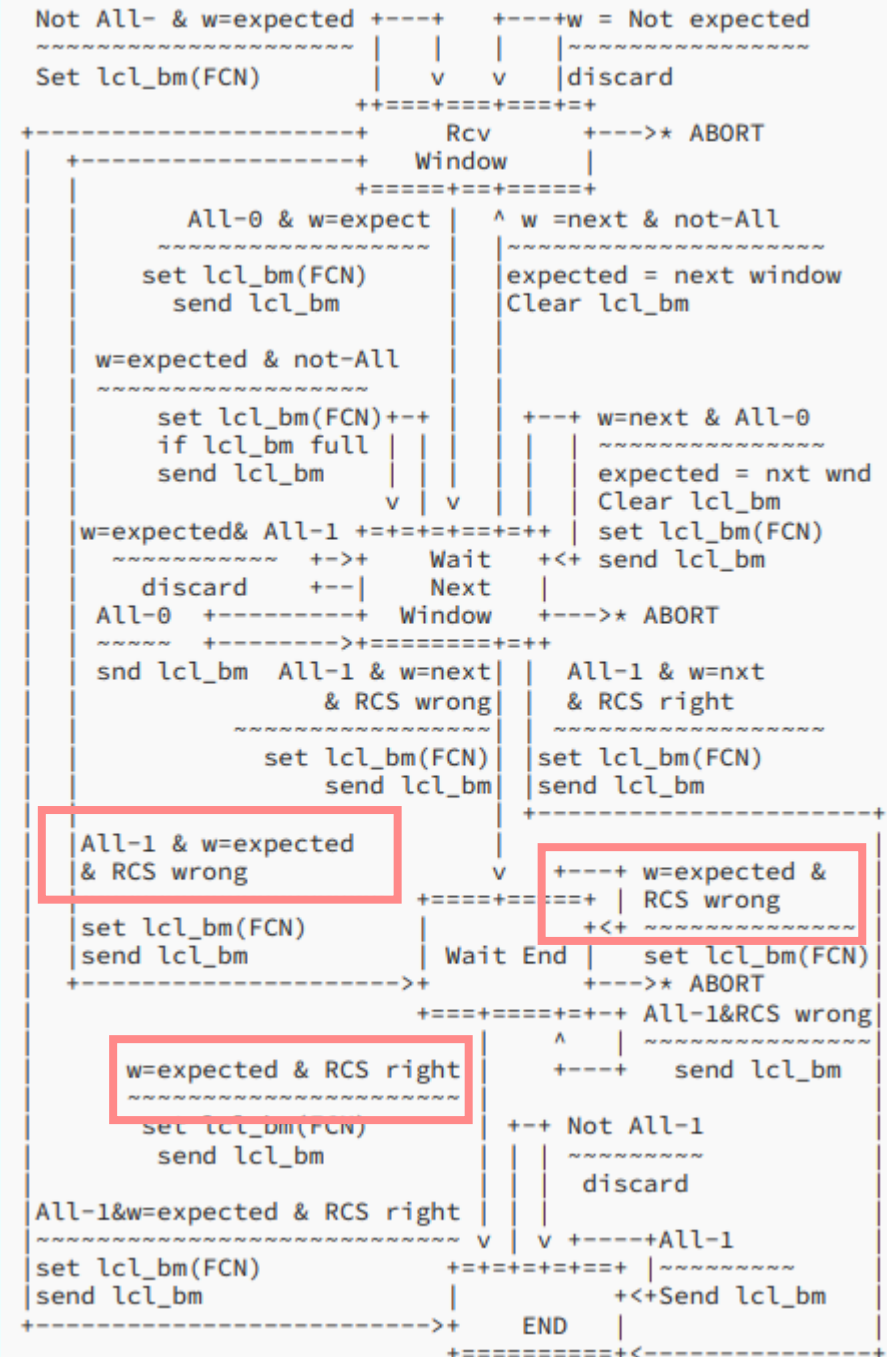 Not All- & w=expected +---+   +---+w = Not expected
~~~~~~~~~~~~~~~~~~~~~ |   |   |   |~~~~~~~~~~~~~~~~
Set lcl_bm(FCN)       |   v   v   |discard
                     ++===+===+===+=+
+---------------------+     Rcv      +--->* ABORT
|  +------------------+   Window     |
|  |                  +=====+==+=====+
|  |       All-0 & w=expect |  ^ w =next & not-All
|  |     ~~~~~~~~~~~~~~~~~~ |  |~~~~~~~~~~~~~~~~~~~~~
|  |    set lcl_bm(FCN)     |  |expected = next window
|  |      send lcl_bm       |  |Clear lcl_bm
|  |                        |  |
|  | w=expected & not-All   |  |
|  | ~~~~~~~~~~~~~~~~~~     |  |
|  |     set lcl_bm(FCN)+-+ |  | +--+ w=next & All-0
|  |     if lcl_bm full | | |  | |  | ~~~~~~~~~~~~~~~
|  |     send lcl_bm    | | |  | |  | expected = nxt wnd
|  |                    v | v  | |  | Clear lcl_bm
|  |w=expected& All-1 +=+=+=+==+=++ | set lcl_bm(FCN)
|  |  ~~~~~~~~~~~  +->+    Wait   +<+ send lcl_bm
|  |    discard    +--|    Next   |
|  | All-0  +---------+  Window   +--->* ABORT
|  | ~~~~~  +-------->+========+=++
|  | snd lcl_bm  All-1 & w=next| |  All-1 & w=nxt
|  |                & RCS wrong| |  & RCS right
|  |          ~~~~~~~~~~~~~~~~~| | ~~~~~~~~~~~~~~~~~~
|  |            set lcl_bm(FCN)| |set lcl_bm(FCN)
|  |                send lcl_bm| |send lcl_bm
|  |                           | +----------------------+
|  |All-1 & w=expected         |                        |
|  |& RCS wrong                v   +---+ w=expected &   |
|  |                     +====+=====+ | RCS wrong       |
|  |set lcl_bm(FCN)      |          +<+ ~~~~~~~~~~~~~~  |
|  |send lcl_bm          | Wait End |   set lcl_bm(FCN)|
|  +-------------------->+          +--->* ABORT        |
|                        +===+====+=+-+ All-1&RCS wrong|
|                            |    ^   | ~~~~~~~~~~~~~~~|
|     w=expected & RCS right |    +---+   send lcl_bm  |
|     ~~~~~~~~~~~~~~~~~~~~~~ |                         |
|      set lcl_bm(FCN)       | +-+ Not All-1           |
|       send lcl_bm          | | | ~~~~~~~~~           |
|                            | | |  discard            |
|All-1&w=expected & RCS right | | |                     |
|~~~~~~~~~~~~~~~~~~~~~~~~~~~~ v | v +----+All-1         |
|set lcl_bm(FCN)            +=+=+=+=+==+ |~~~~~~~~~     |
|send lcl_bm                |          +<+Send lcl_bm  |
+-------------------------->+    END   |               |
                            +==========+<---------------+